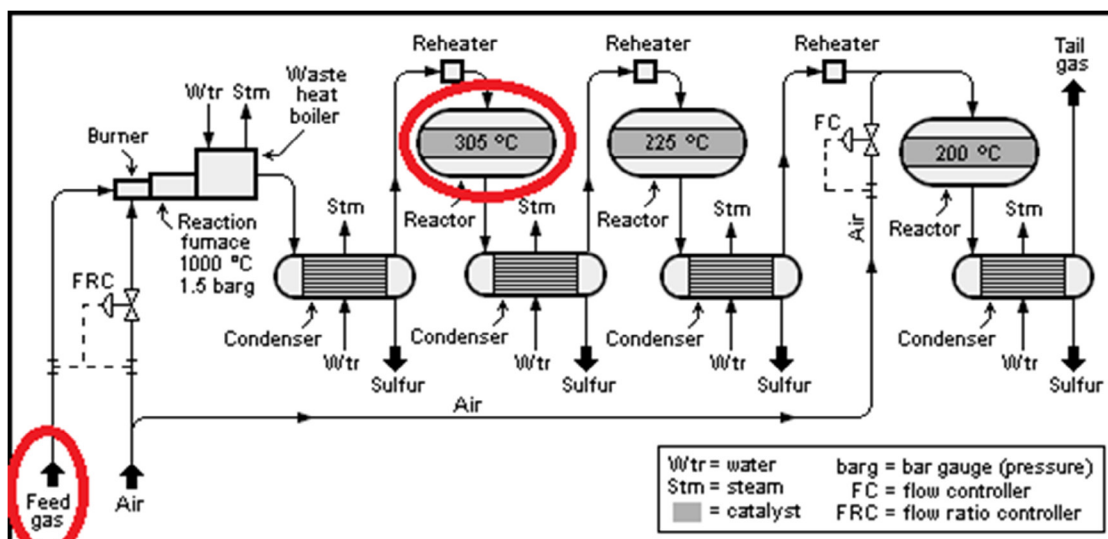 Reheater
Reheater
Reheater
Tail
gas
Waste
heat
boiler
Wtr
Stm
Burner
FC
305 °C
225 °C
200 °C
Reaction
furnace
1000 °C
1.5 barg
Stm
Reactor
Stm
Reactor
Stm
Air
Reactor
Stm
FRC
Condenser
Wtr
Sulfur
Condenser
Wtr
Sulfur
Condenser
Wtr
Sulfur
Condenser
Wtr
Sulfur
Air
Feed
gas
Air
Wtr = water
Stm = steam
= catalyst
barg = bar gauge (pressure)
FC = flow controller
FRC = flow ratio controller